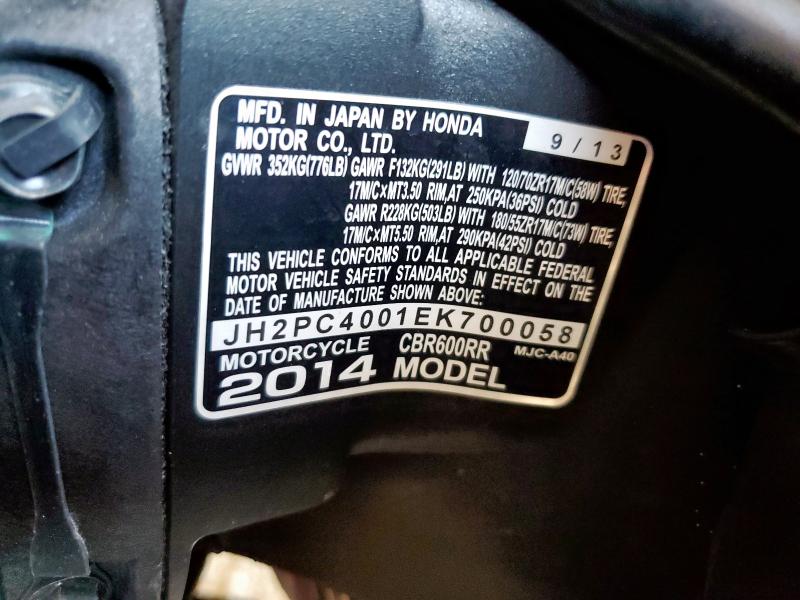 MFD. IN JAPAN BY HONDA
MOTOR CO., LTD.
9 / 13
GVWR 352KG(776LB) GAWR F132KG(291LB) WITH 120/70ZR17M/C(58W) TIRE,
17M/C×MT3.50 RIM,AT 250KPA(36PSI) COLD
GAWR R228KG(503LB) WITH 180/55ZR17M/C(73W) TIRE,
17M/C×MT5.50 RIM,AT 290KPA(42PSI) COLD
THIS VEHICLE CONFORMS TO ALL APPLICABLE FEDERAL
MOTOR VEHICLE SAFETY STANDARDS IN EFFECT ON THE
DATE OF MANUFACTURE SHOWN ABOVE:
JH2PC4001EK700058
MOTORCYCLE CBR600RR MJC-A40
2014 MODEL